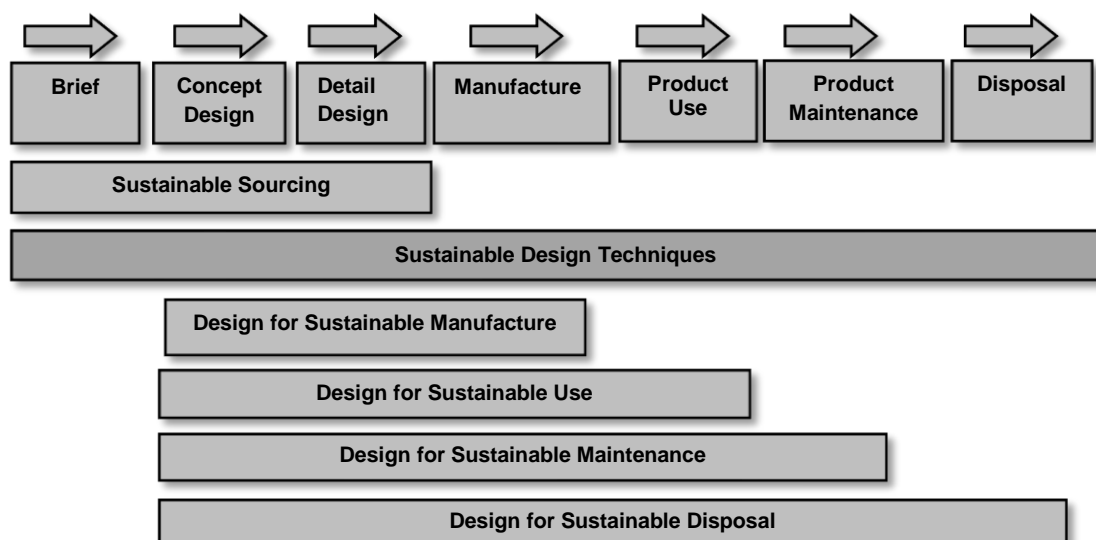 Brief
Concept
Design
Detail
Design
Manufacture
Product
Use
Product
Maintenance
Disposal
Sustainable Sourcing
Sustainable Design Techniques
Design for Sustainable Manufacture
Design for Sustainable Use
Design for Sustainable Maintenance
Design for Sustainable Disposal